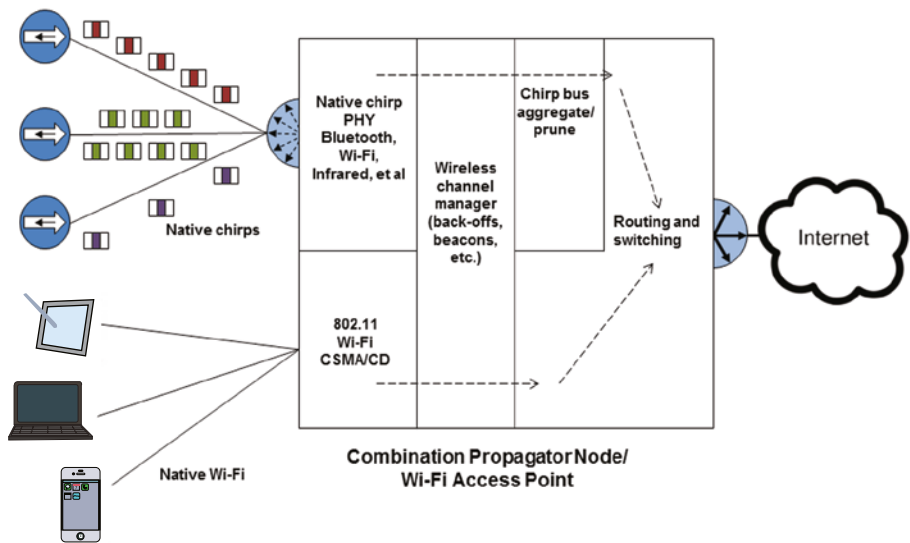 Native chirp
PHY
Bluetooth,
Wi-Fi,
Infrared, et al
Chirp bus
aggregate/
prune
Wireless
channel
manager
(back-offs,
beacons,
etc.)
Native chirps
Routing and
switching
Internet
802.11
Wi-Fi
CSMA/CD
Native Wi-Fi
Combination Propagator Node/
Wi-Fi Access Point